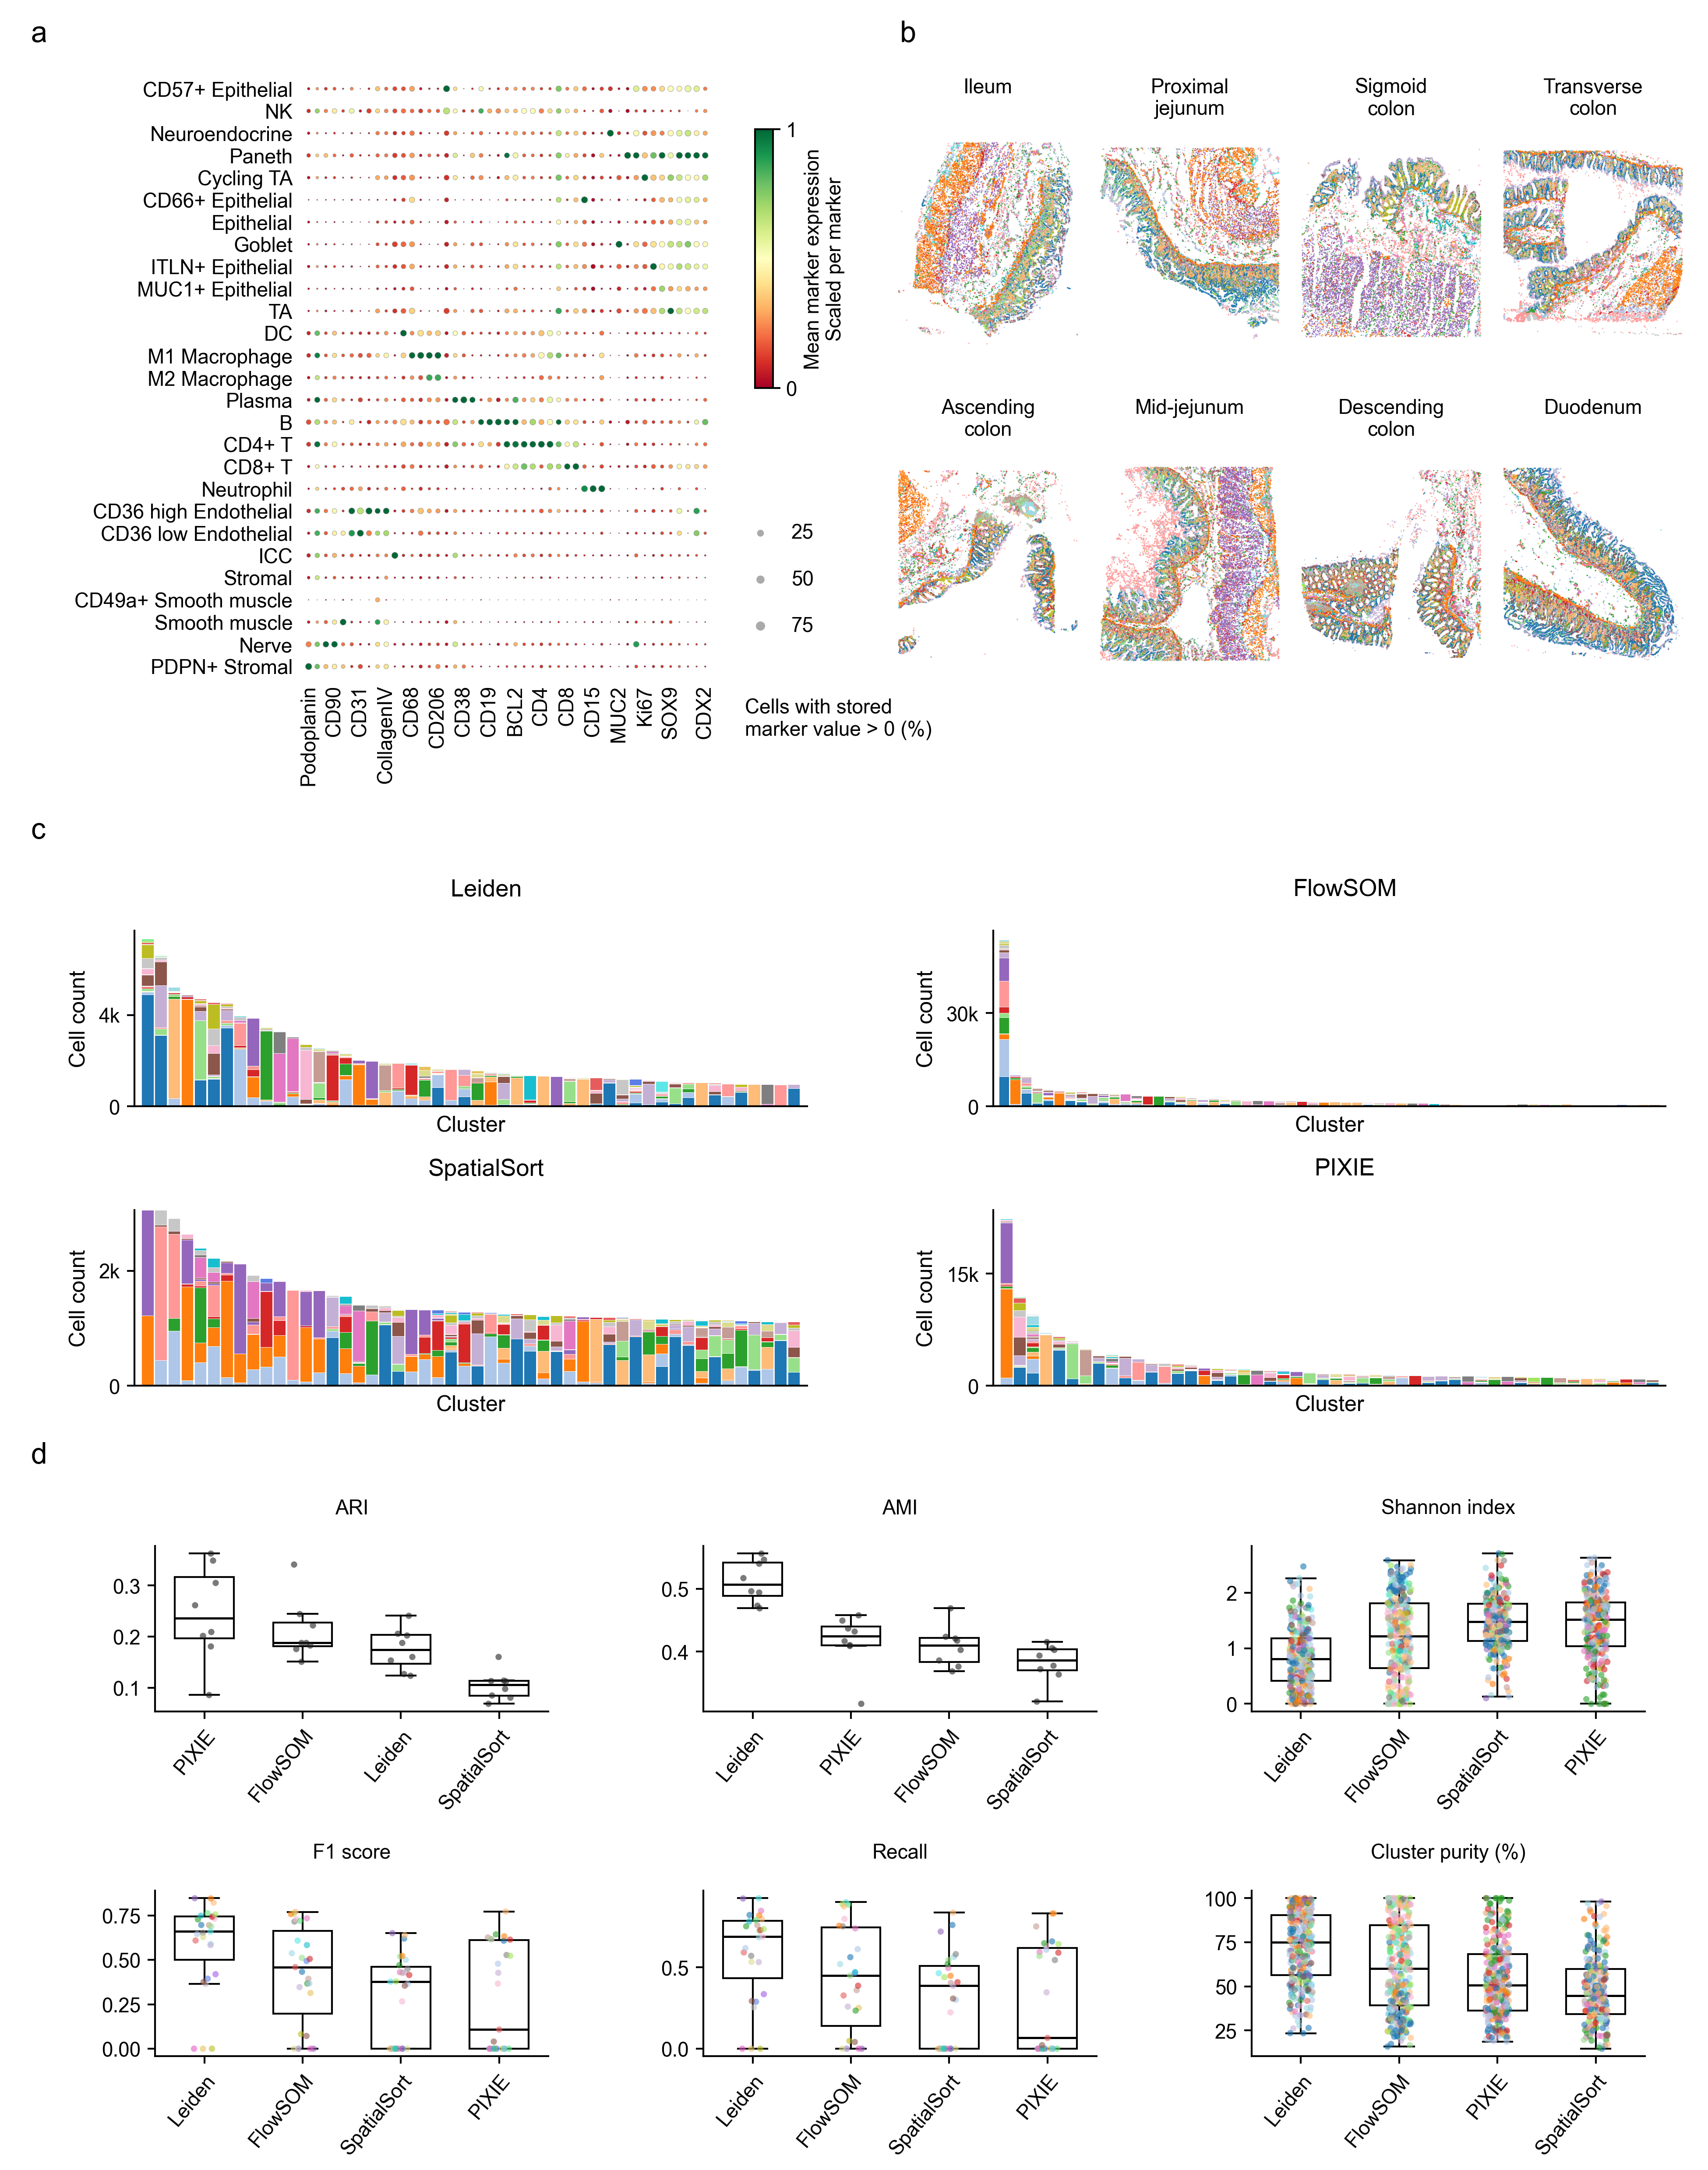 a
CD57+ Epithelial
NK
Neuroendocrine
Paneth
Cycling TA
CD66+ Epithelial
Epithelial
Goblet
ITLN+ Epithelial
MUC1+ Epithelial
TA
DC
M1 Macrophage
M2 Macrophage
Plasma
B
CD4+ T
CD8+ T
Neutrophil
CD36 high Endothelial
CD36 low Endothelial
ICC
Stromal
CD49a+ Smooth muscle
Smooth muscle
Nerve
PDPN+ Stromal
Podoplanin
CD90
CD31
CollagenIV
CD68
CD206
CD38
CD19
BCL2
CD4
CD8
CD15
MUC2
Ki67
SOX9
CDX2
1
0
Mean marker expression
Scaled per marker
25
50
75
Cells with stored
marker value > 0 (%)
b
Ileum
Proximal
jejunum
Sigmoid
colon
Transverse
colon
Ascending
colon
Mid-jejunum
Descending
colon
Duodenum
c
Leiden
Cell count
4k
0
Cluster
FlowSOM
Cell count
30k
0
Cluster
SpatialSort
Cell count
2k
0
Cluster
PIXIE
Cell count
15k
0
Cluster
d
ARI
0.3
0.2
0.1
PIXIE
FlowSOM
Leiden
SpatialSort
AMI
0.5
0.4
Leiden
PIXIE
FlowSOM
SpatialSort
Shannon index
2
1
0
Leiden
FlowSOM
SpatialSort
PIXIE
F1 score
0.75
0.50
0.25
0.00
Leiden
FlowSOM
SpatialSort
PIXIE
Recall
0.5
0.0
Leiden
FlowSOM
SpatialSort
PIXIE
Cluster purity (%)
100
75
50
25
Leiden
FlowSOM
PIXIE
SpatialSort